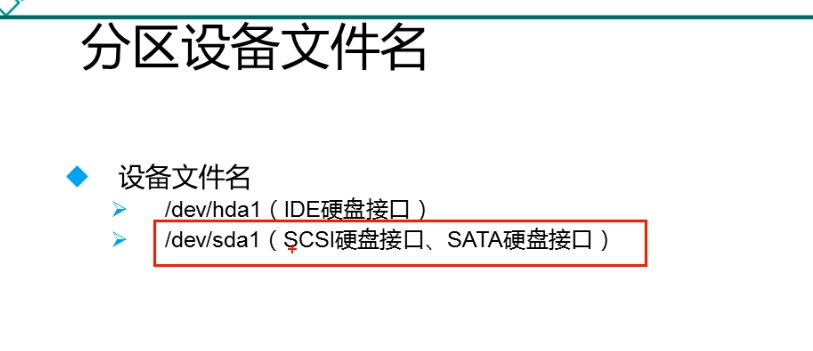 分区设备文件名
设备文件名
/dev/hda1（IDE硬盘接口）
/dev/sda1（SCSI硬盘接口、SATA硬盘接口）